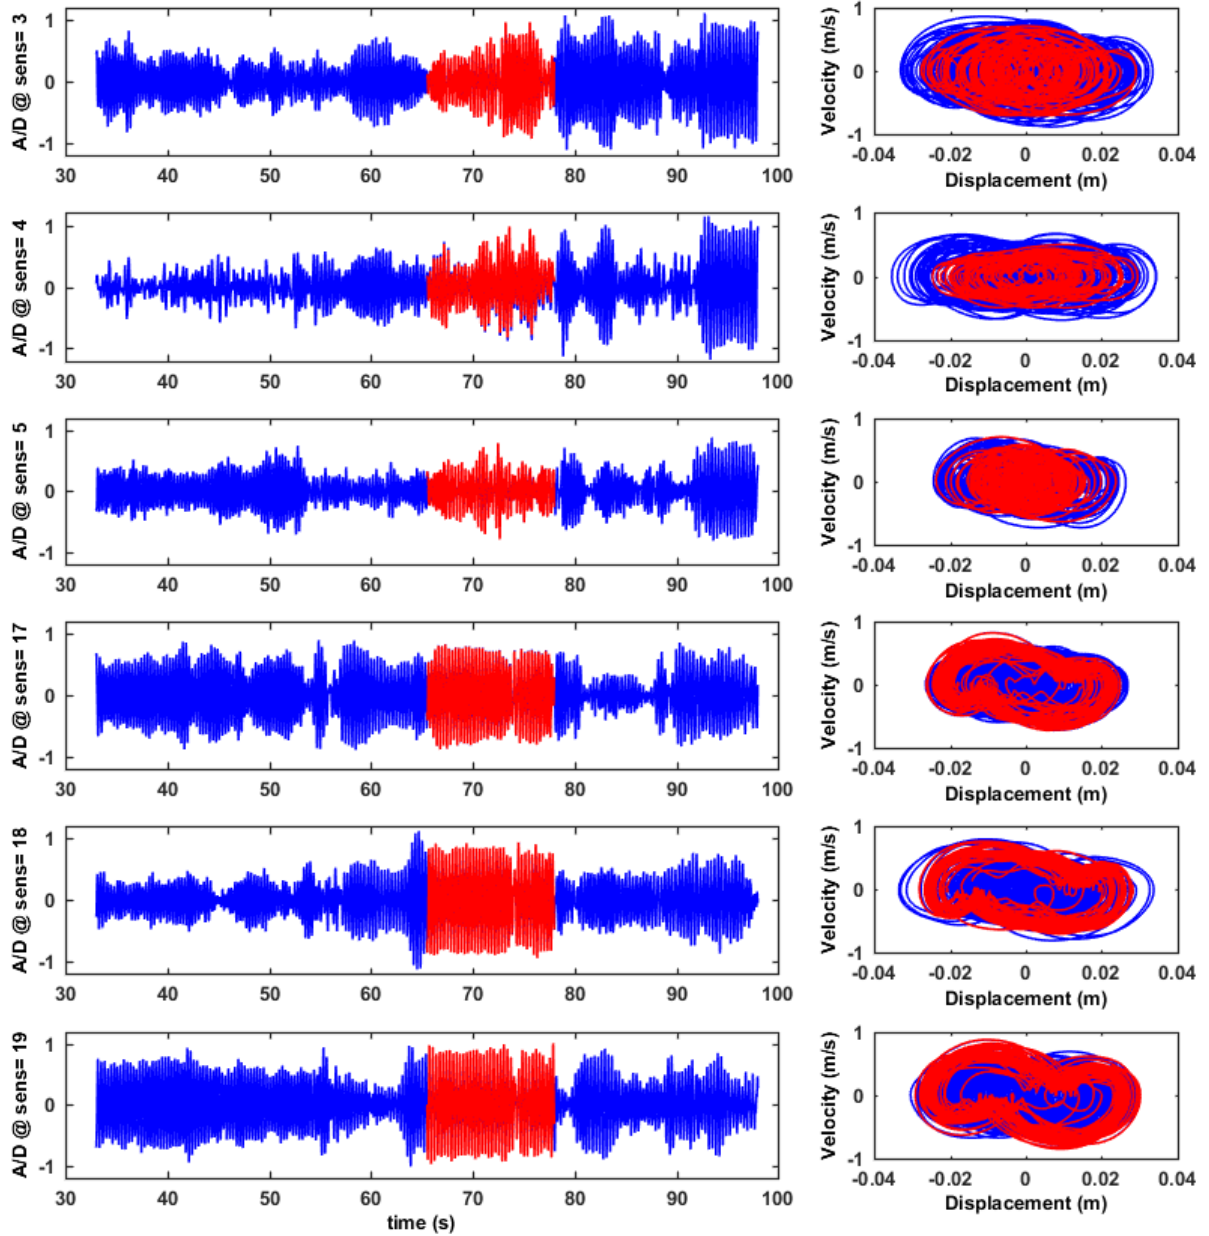 A/D @ sens= 3
1
0
-1
30 40 50 60 70 80 90 100
Velocity (m/s)
1
0
-1
-0.04 -0.02 0 0.02 0.04
Displacement (m)
A/D @ sens= 4
1
0
-1
30 40 50 60 70 80 90 100
Velocity (m/s)
1
0
-1
-0.04 -0.02 0 0.02 0.04
Displacement (m)
A/D @ sens= 5
1
0
-1
30 40 50 60 70 80 90 100
Velocity (m/s)
1
0
-1
-0.04 -0.02 0 0.02 0.04
Displacement (m)
A/D @ sens= 17
1
0
-1
30 40 50 60 70 80 90 100
Velocity (m/s)
1
0
-1
-0.04 -0.02 0 0.02 0.04
Displacement (m)
A/D @ sens= 18
1
0
-1
30 40 50 60 70 80 90 100
Velocity (m/s)
1
0
-1
-0.04 -0.02 0 0.02 0.04
Displacement (m)
A/D @ sens= 19
1
0
-1
30 40 50 60 70 80 90 100
time (s)
Velocity (m/s)
1
0
-1
-0.04 -0.02 0 0.02 0.04
Displacement (m)